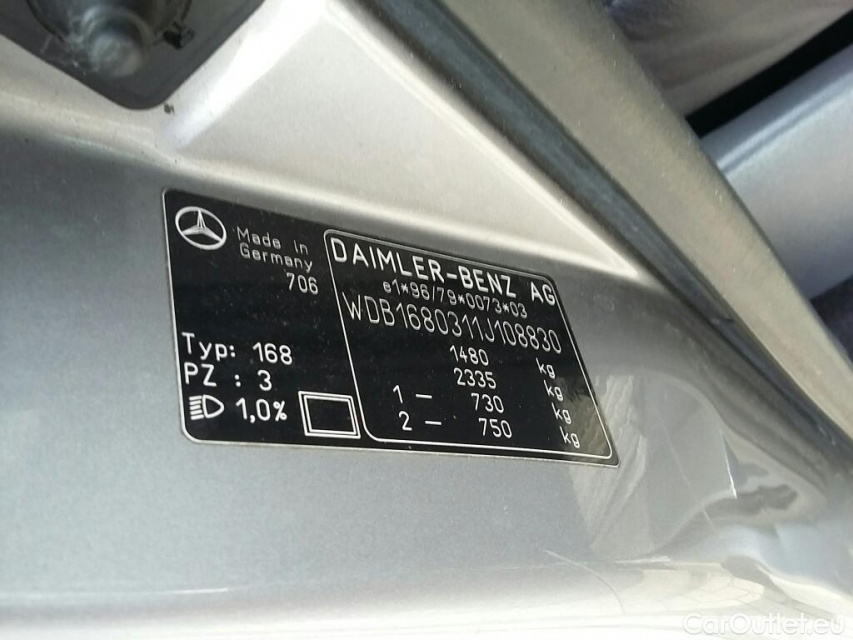 Made in
Germany
706
Typ: 168
PZ : 3
1,0%
DAIMLER-BENZ AG
e1*96/79*0073*03
WDB1680311J108830
1480 kg
2335 kg
1 — 730 kg
2 — 750 kg
CarOutlet.eu